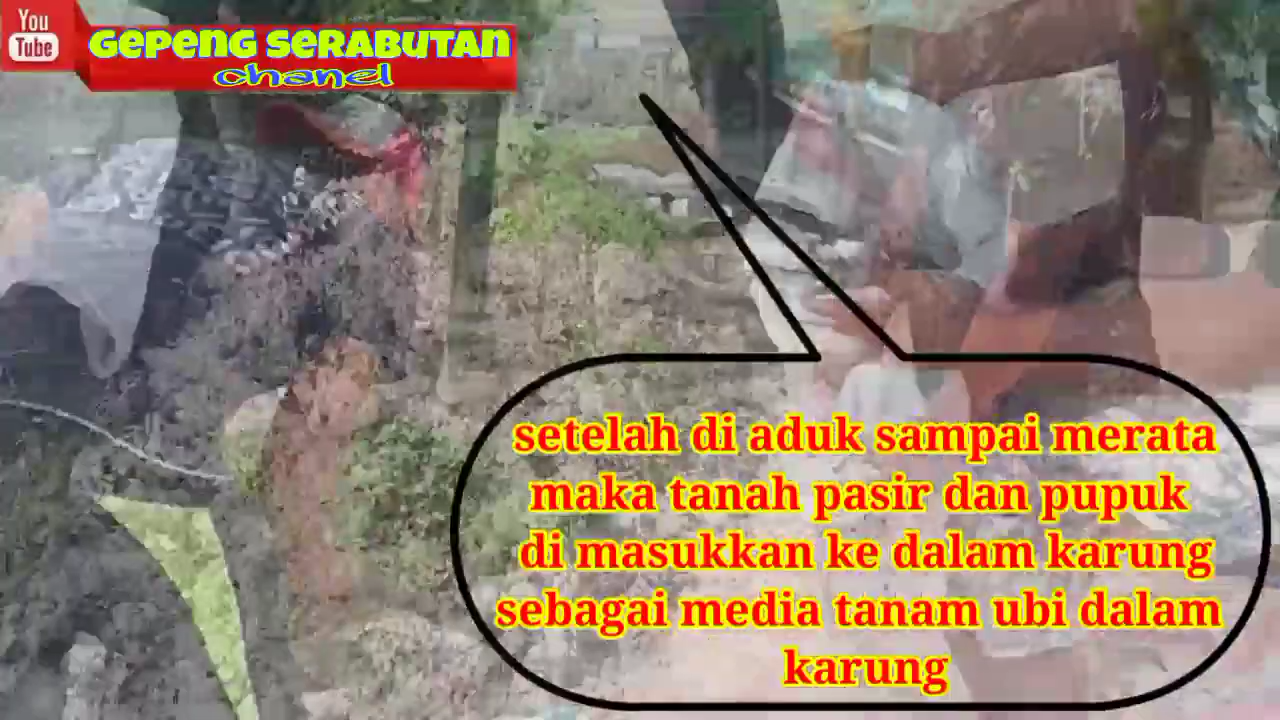 You
Tube
GEPENG SERABUTAN
chanel
setelah di aduk sampai merata
maka tanah pasir dan pupuk
di masukkan ke dalam karung
sebagai media tanam ubi dalam
karung